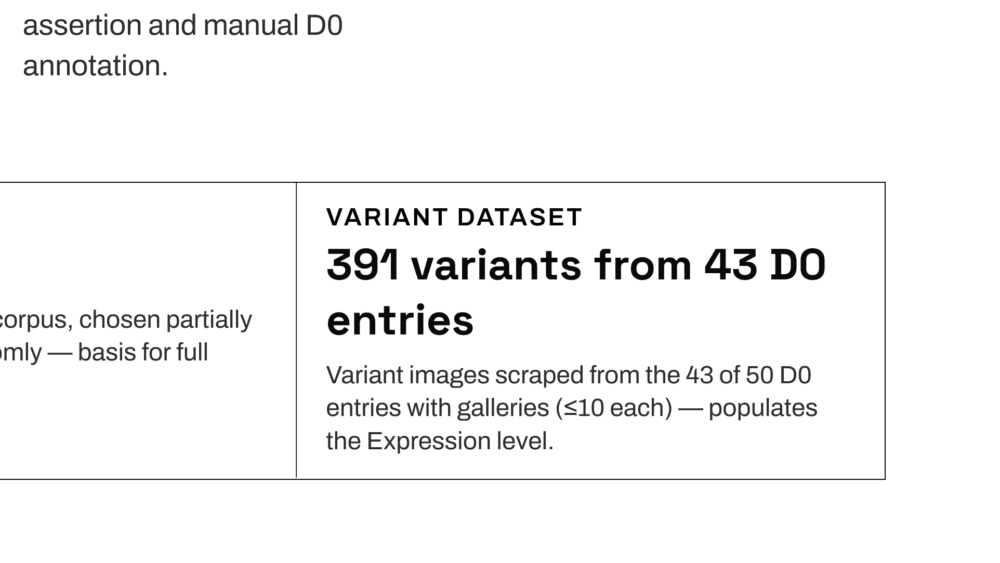 assertion and manual D0
annotation.
corpus, chosen partially
— basis for full
VARIANT DATASET
391 variants from 43 D0
entries
Variant images scraped from the 43 of 50 D0
entries with galleries (≤10 each) — populates
the Expression level.